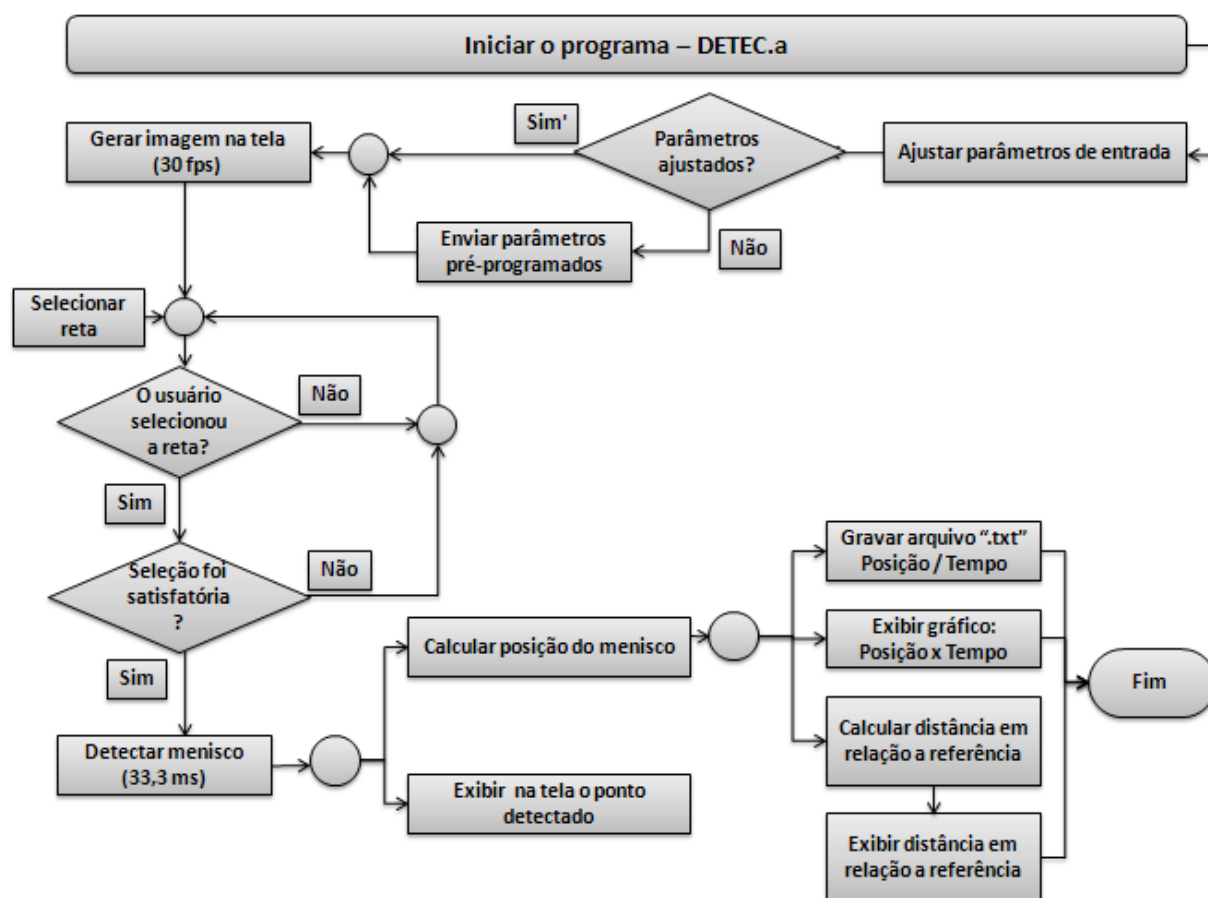 Iniciar o programa – DETEC.a
Sim'
Gerar imagem na tela
(30 fps)
Parâmetros
ajustados?
Ajustar parâmetros de entrada
Enviar parâmetros
pré-programados
Não
Selecionar
reta
O usuário
selecionou
a reta?
Não
Sim
Seleção foi
satisfatória
?
Não
Gravar arquivo “.txt”
Posição / Tempo
Calcular posição do menisco
Exibir gráfico:
Posição x Tempo
Sim
Fim
Detectar menisco
(33,3 ms)
Calcular distância em
relação a referência
Exibir na tela o ponto
detectado
Exibir distância em
relação a referência